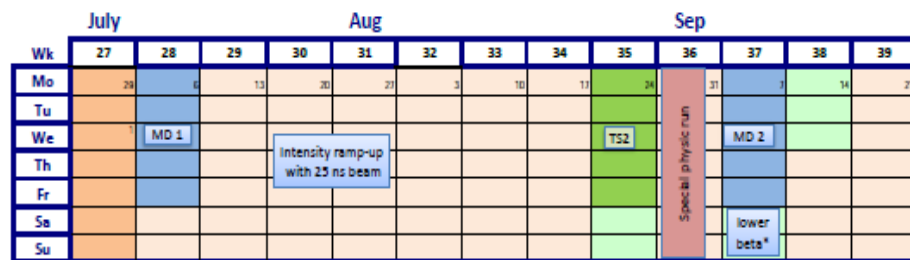 July Aug Sep
Wk 27 28 29 30 31 32 33 34 35 36 37 38 39
Mo 29 6 13 20 27 3 10 17 24 31 7 14
Tu
We 1 MD 1 TS2 MD 2
Intensity ramp-up
with 25 ns beam
Special physic run
Th
Fr
Sa
lower
beta*
Su